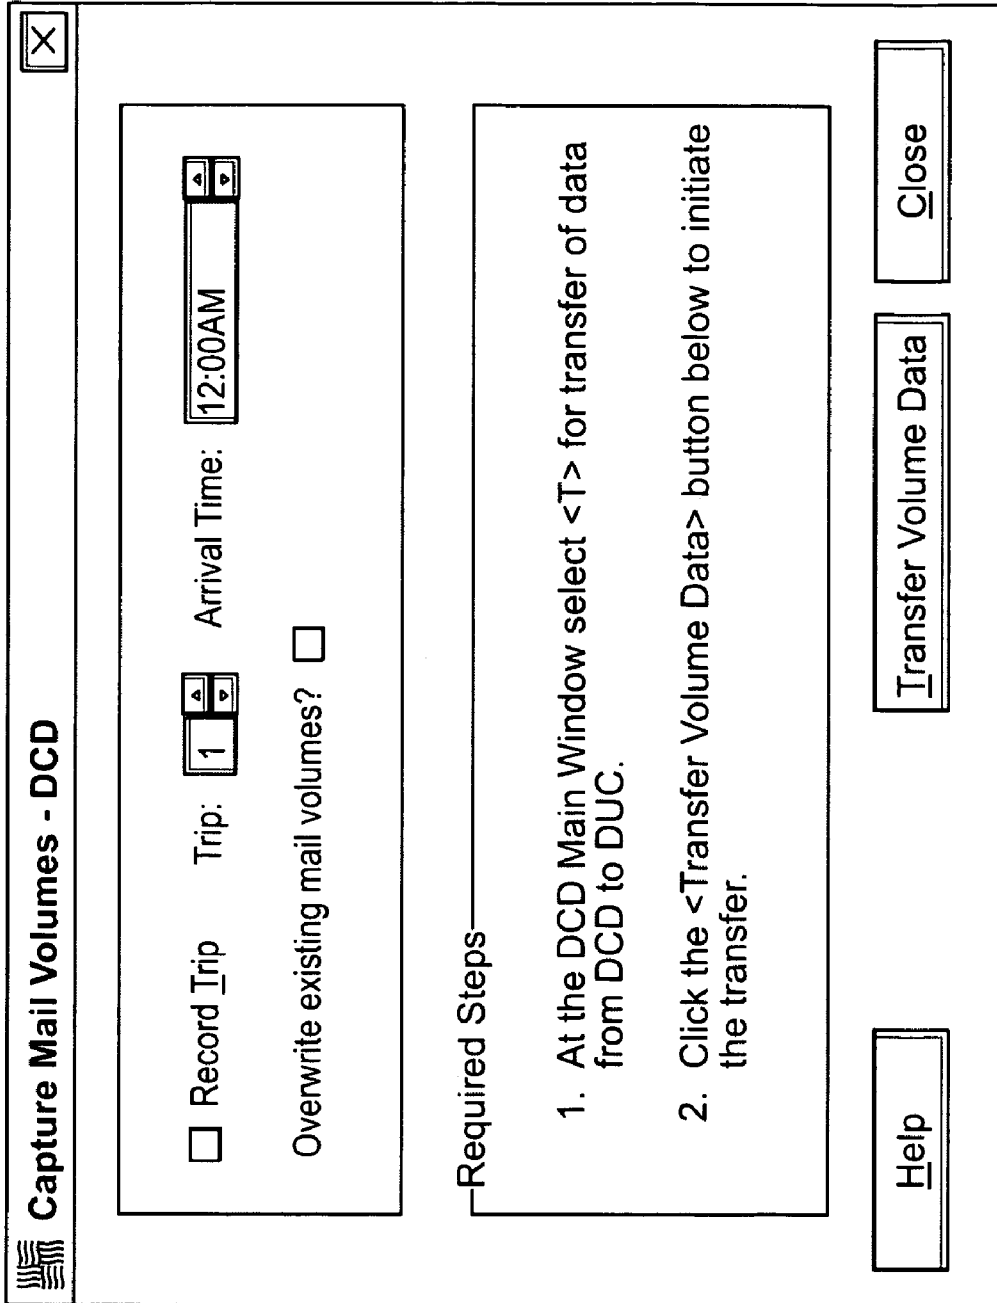 Capture Mail Volumes - DCD
Record Trip Trip: 1 Arrival Time: 12:00AM
Overwrite existing mail volumes?
Required Steps
1. At the DCD Main Window select <T> for transfer of data
from DCD to DUC.
2. Click the <Transfer Volume Data> button below to initiate
the transfer.
Help Transfer Volume Data Close